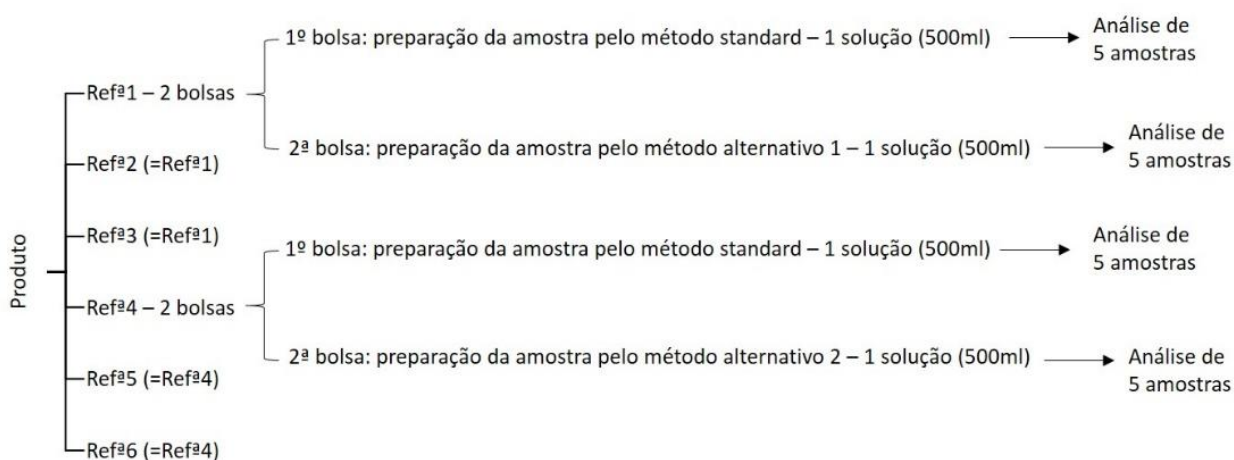 1º bolsa: preparação da amostra pelo método standard – 1 solução (500ml)
Análise de
5 amostras
Refª1 – 2 bolsas
2ª bolsa: preparação da amostra pelo método alternativo 1 – 1 solução (500ml)
Análise de
5 amostras
Refª2 (=Refª1)
Refª3 (=Refª1)
1º bolsa: preparação da amostra pelo método standard – 1 solução (500ml)
Análise de
5 amostras
Produto
Refª4 – 2 bolsas
2ª bolsa: preparação da amostra pelo método alternativo 2 – 1 solução (500ml)
Análise de
5 amostras
Refª5 (=Refª4)
Refª6 (=Refª4)